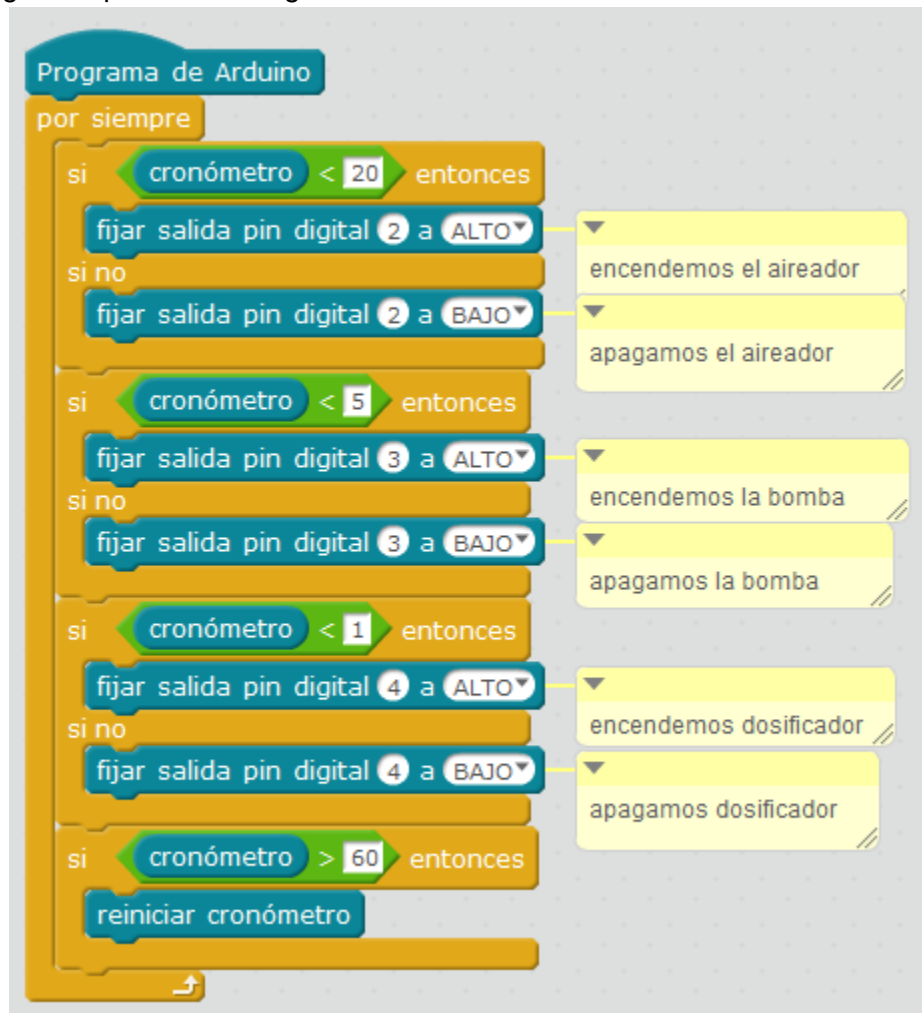 Programa de Arduino
por siempre
si cronómetro < 20 entonces
fijar salida pin digital 2 a ALTO
encendemos el aireador
si no
fijar salida pin digital 2 a BAJO
apagamos el aireador
si cronómetro < 5 entonces
fijar salida pin digital 3 a ALTO
encendemos la bomba
si no
fijar salida pin digital 3 a BAJO
apagamos la bomba
si cronómetro < 1 entonces
fijar salida pin digital 4 a ALTO
encendemos dosificador
si no
fijar salida pin digital 4 a BAJO
apagamos dosificador
si cronómetro > 60 entonces
reiniciar cronómetro